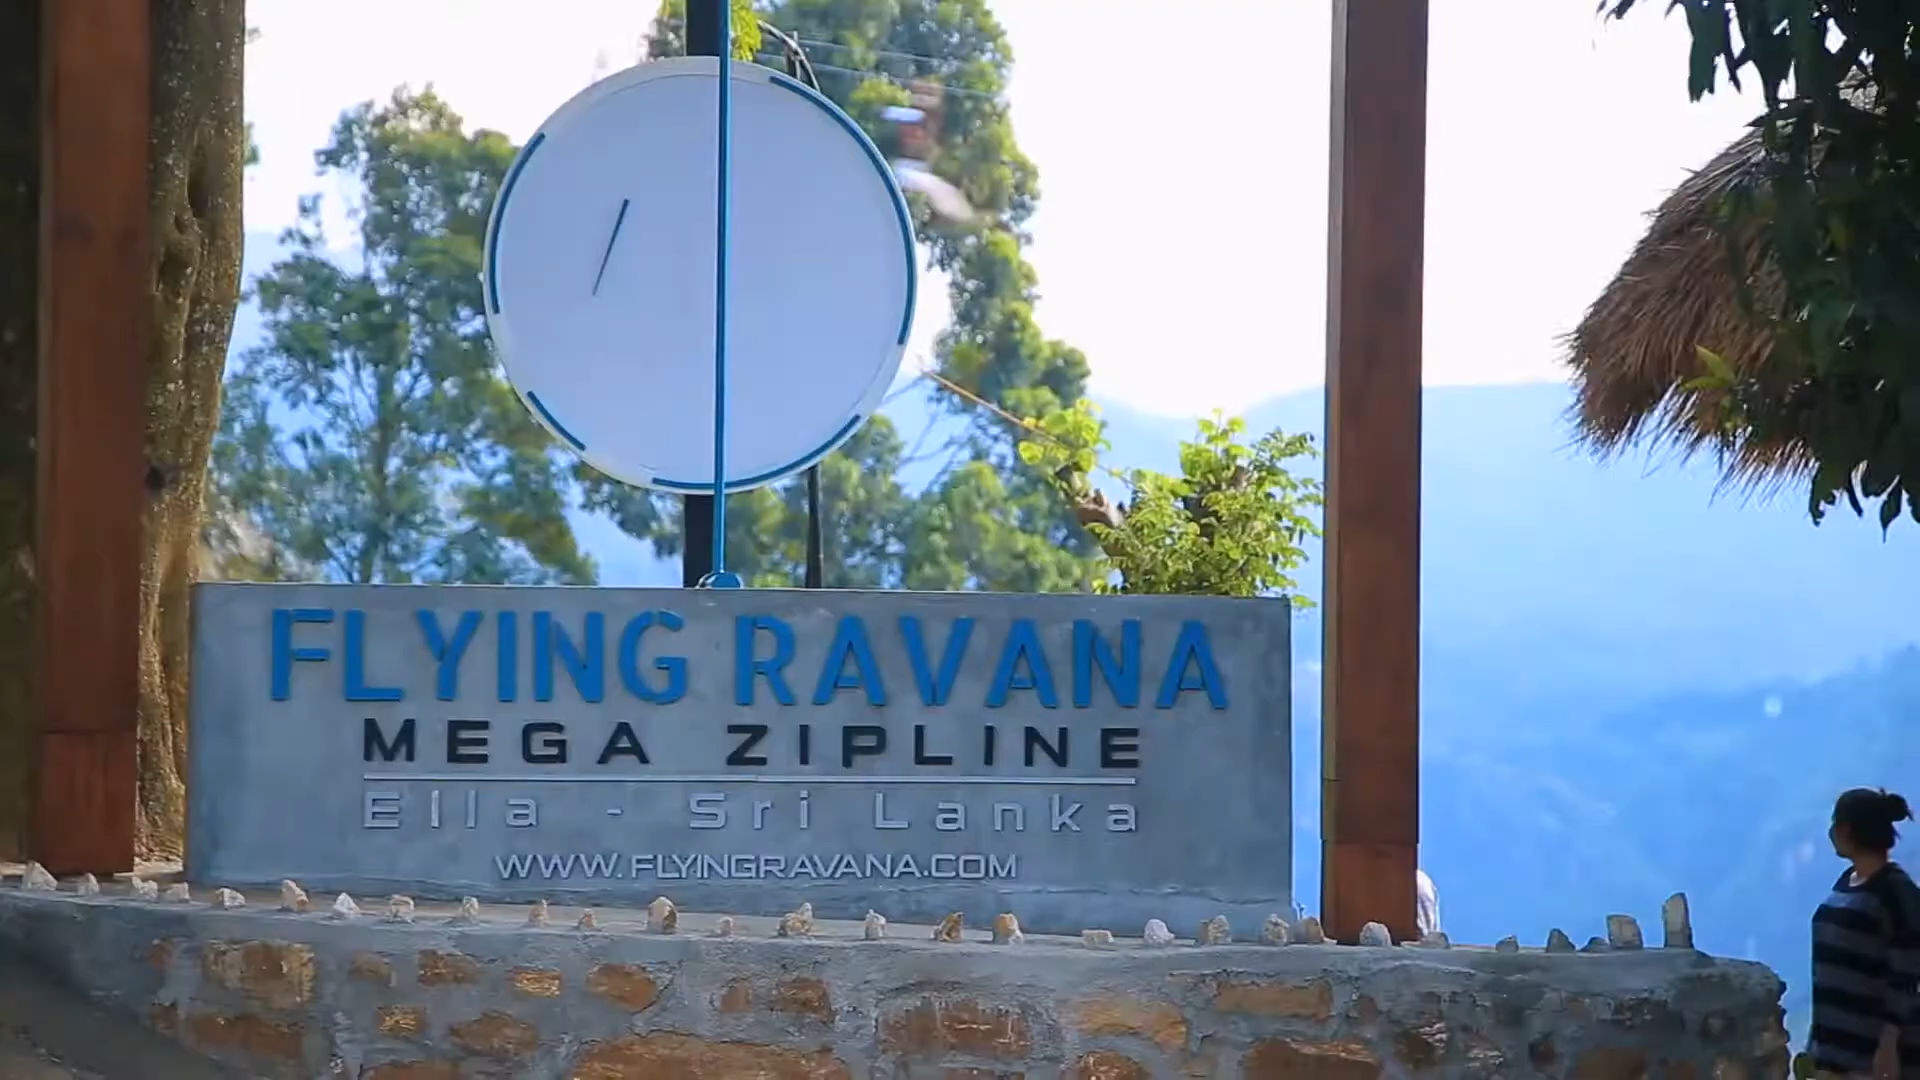 FLYING RAVANA
MEGA ZIPLINE
Ella - Sri Lanka
WWW.FLYINGRAVANA.COM